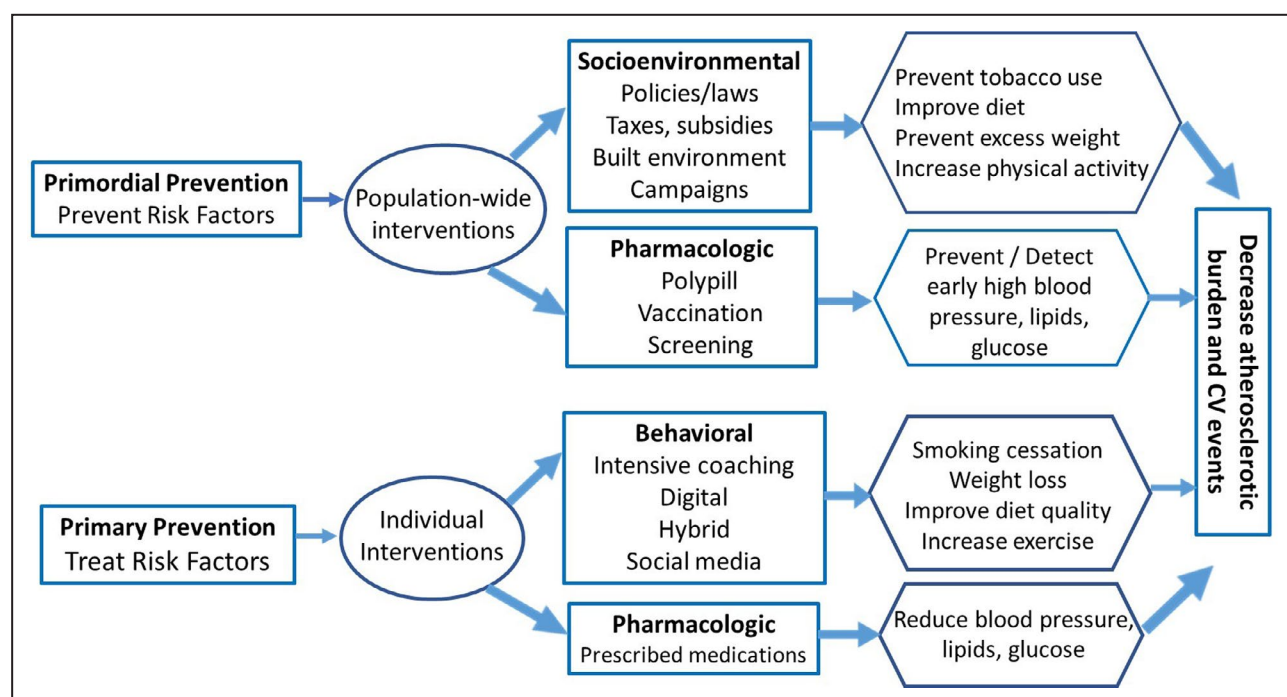 Primordial Prevention
Prevent Risk Factors
Population-wide
interventions
Socioenvironmental
Policies/laws
Taxes, subsidies
Built environment
Campaigns
Prevent tobacco use
Improve diet
Prevent excess weight
Increase physical activity
Pharmacologic
Polypill
Vaccination
Screening
Prevent / Detect
early high blood
pressure, lipids,
glucose
Primary Prevention
Treat Risk Factors
Individual
Interventions
Behavioral
Intensive coaching
Digital
Hybrid
Social media
Smoking cessation
Weight loss
Improve diet quality
Increase exercise
Pharmacologic
Prescribed medications
Reduce blood pressure,
lipids, glucose
Decrease atherosclerotic
burden and CV events